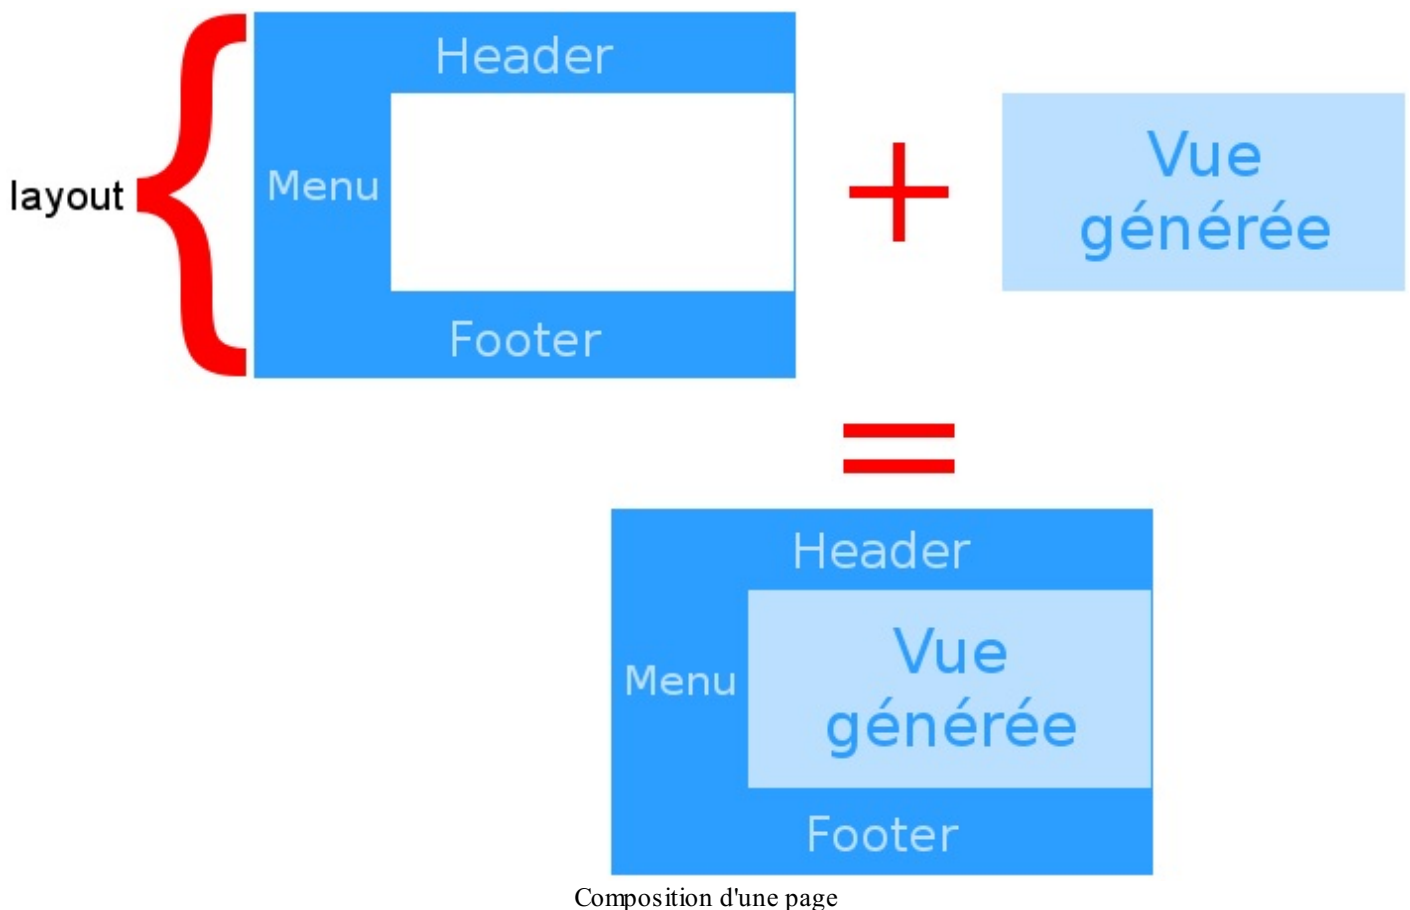 Header
layout
Menu
Vue
générée
Footer
Header
Menu
Vue
générée
Footer
Composition d'une page